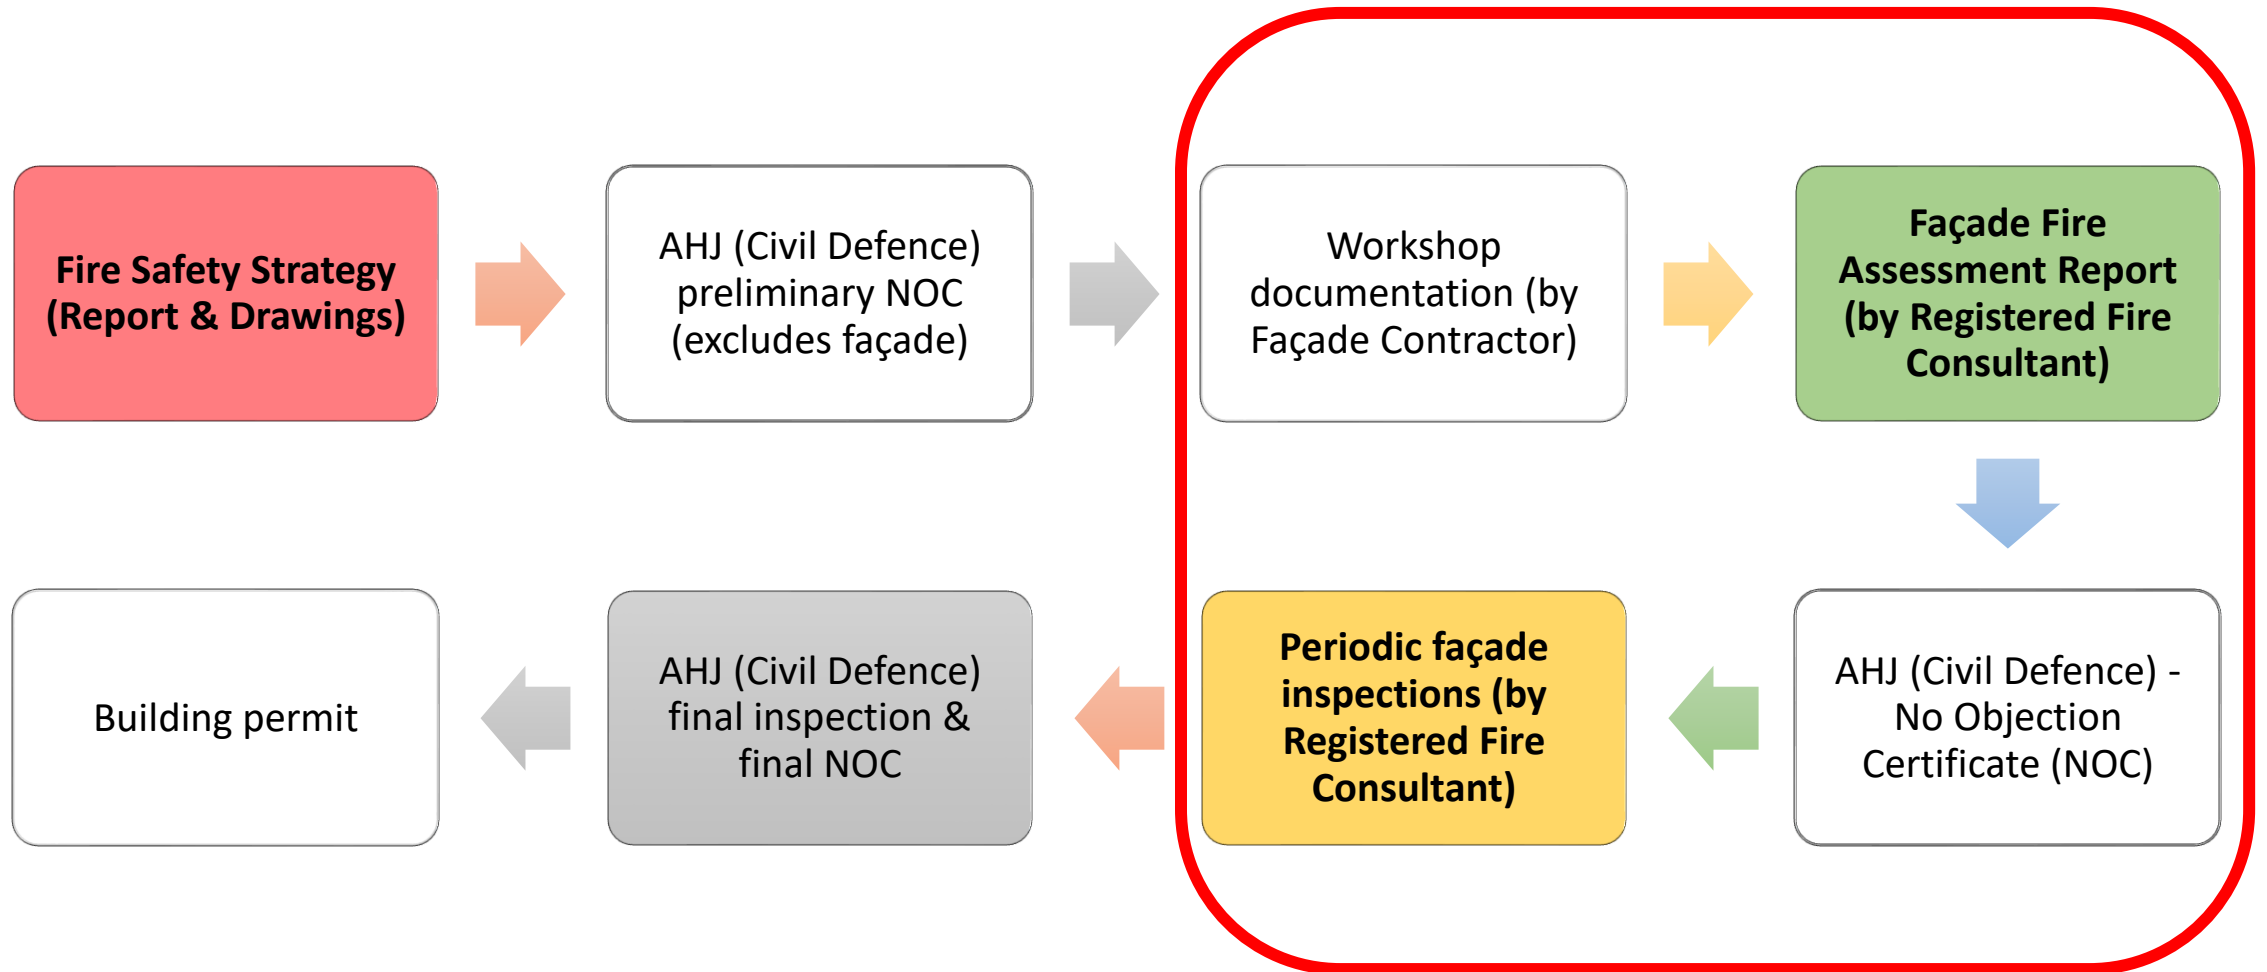 Fire Safety Strategy
(Report & Drawings)
AHJ (Civil Defence)
preliminary NOC
(excludes façade)
Workshop
documentation (by
Façade Contractor)
Façade Fire
Assessment Report
(by Registered Fire
Consultant)
AHJ (Civil Defence) -
No Objection
Certificate (NOC)
Periodic façade
inspections (by
Registered Fire
Consultant)
AHJ (Civil Defence)
final inspection &
final NOC
Building permit